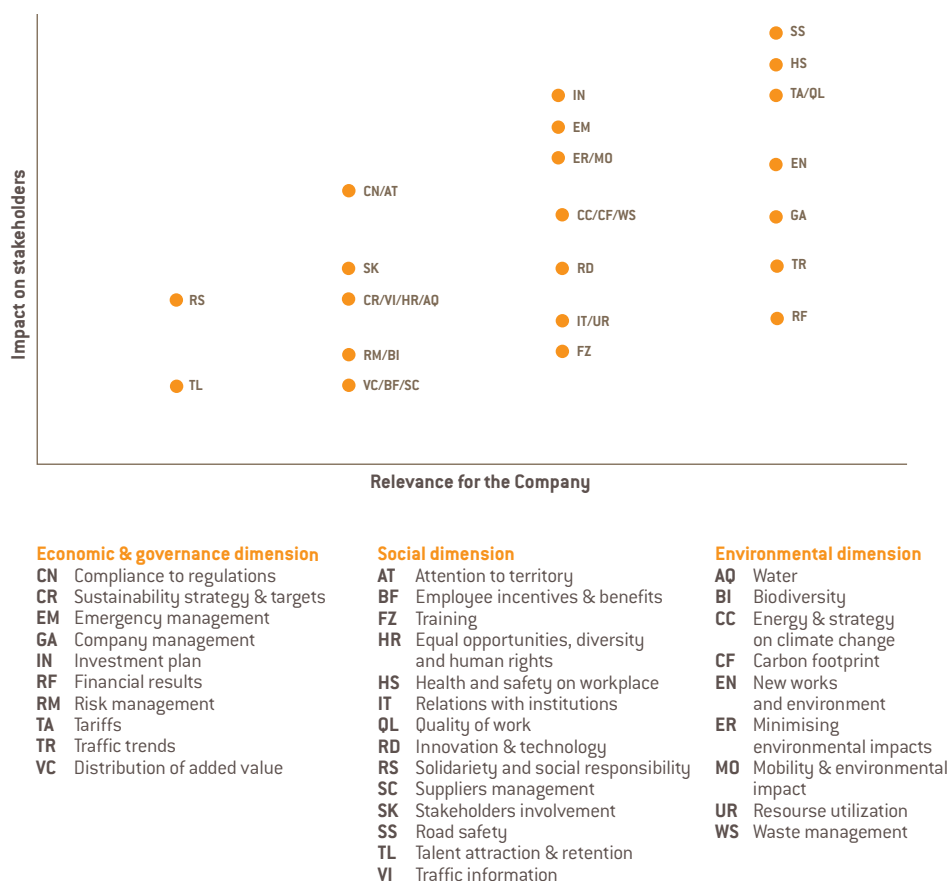 SS
HS
TA/QL
IN
EM
ER/MO
EN
CN/AT
CC/CF/WS
GA
SK
RD
TR
RS
CR/VI/HR/AQ
IT/UR
RF
RM/BI
FZ
TL
VC/BF/SC
Impact on stakeholders
Relevance for the Company
Economic & governance dimension
CN Compliance to regulations
CR Sustainability strategy & targets
EM Emergency management
GA Company management
IN Investment plan
RF Financial results
RM Risk management
TA Tariffs
TR Traffic trends
VC Distribution of added value
Social dimension
AT Attention to territory
BF Employee incentives & benefits
FZ Training
HR Equal opportunities, diversity
and human rights
HS Health and safety on workplace
IT Relations with institutions
QL Quality of work
RD Innovation & technology
RS Solidariety and social responsibility
SC Suppliers management
SK Stakeholders involvement
SS Road safety
TL Talent attraction & retention
VI Traffic information
Environmental dimension
AQ Water
BI Biodiversity
CC Energy & strategy
on climate change
CF Carbon footprint
EN New works
and environment
ER Minimising
environmental impacts
MO Mobility & environmental
impact
UR Resourse utilization
WS Waste management